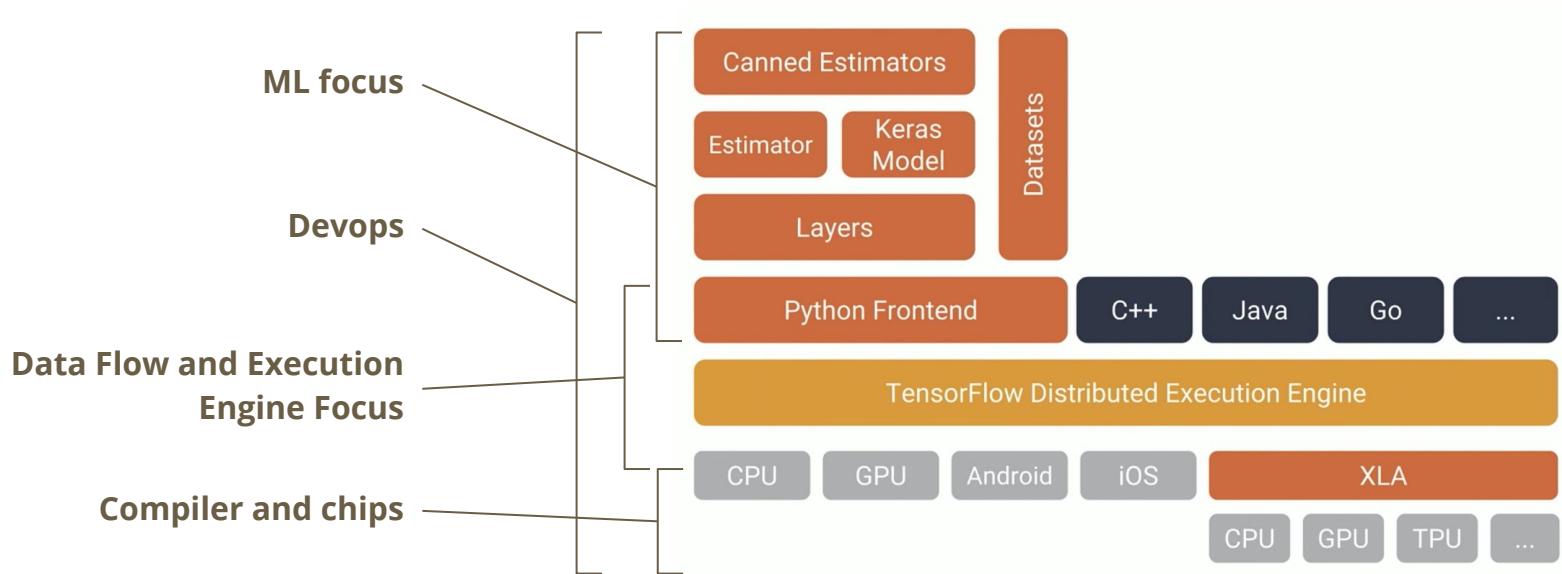 ML focus
Devops
Data Flow and Execution
Engine Focus
Compiler and chips
Canned Estimators
Estimator
Keras
Model
Layers
Datasets
Python Frontend
C++
Java
Go
...
TensorFlow Distributed Execution Engine
CPU
GPU
Android
iOS
XLA
CPU
GPU
TPU
...